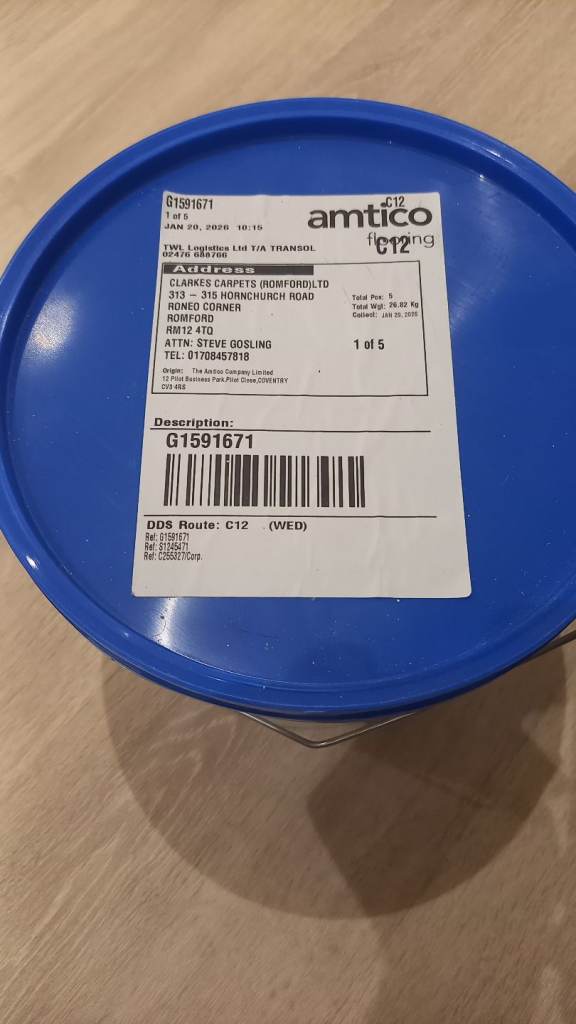 G1591671
1 of 5
JAN 20, 2026 10:15
C12
amtico
flooring
C12
TWL Logistics Ltd T/A TRANSOL
02476 688766
Address
CLARKES CARPETS (ROMFORD)LTD
313 - 315 HORNCHURCH ROAD
RONEO CORNER
ROMFORD
RM12 4TQ
ATTN: STEVE GOSLING
TEL: 01708457818
Total Pcs: 5
Total Wgt: 26.82 Kg
Collect: JAN 20, 2026
1 of 5
Origin: The Amtico Company Limited
12 Pilot Business Park,Pilot Close,COVENTRY
CV3 4RS
Description:
G1591671
DDS Route: C12 . (WED)
Ref: G1591671
Ref: S1245471
Ref: C255327/Corp.